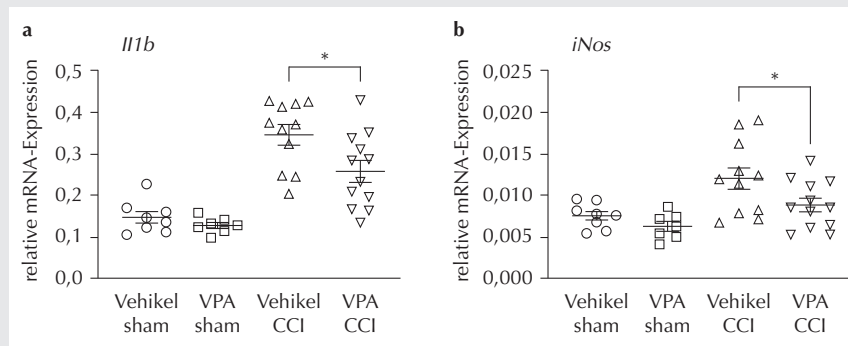 a
Il1b
relative mRNA-Expression
0,5
0,4
0,3
0,2
0,1
0,0
*
Vehikel sham
VPA sham
Vehikel CCI
VPA CCI
b
iNos
relative mRNA-Expression
0,025
0,020
0,015
0,010
0,005
0,000
*
Vehikel sham
VPA sham
Vehikel CCI
VPA CCI